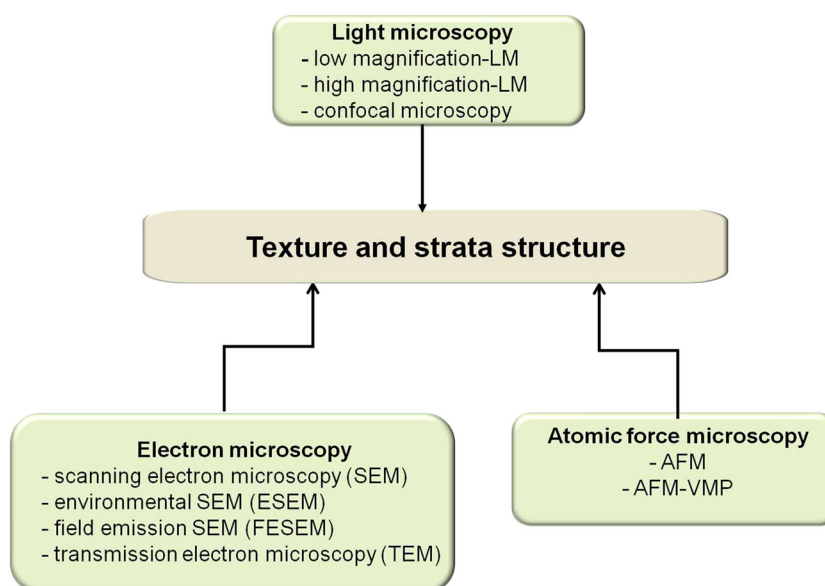 Light microscopy
- low magnification-LM
- high magnification-LM
- confocal microscopy
Texture and strata structure
Electron microscopy
- scanning electron microscopy (SEM)
- environmental SEM (ESEM)
- field emission SEM (FESEM)
- transmission electron microscopy (TEM)
Atomic force microscopy
- AFM
- AFM-VMP